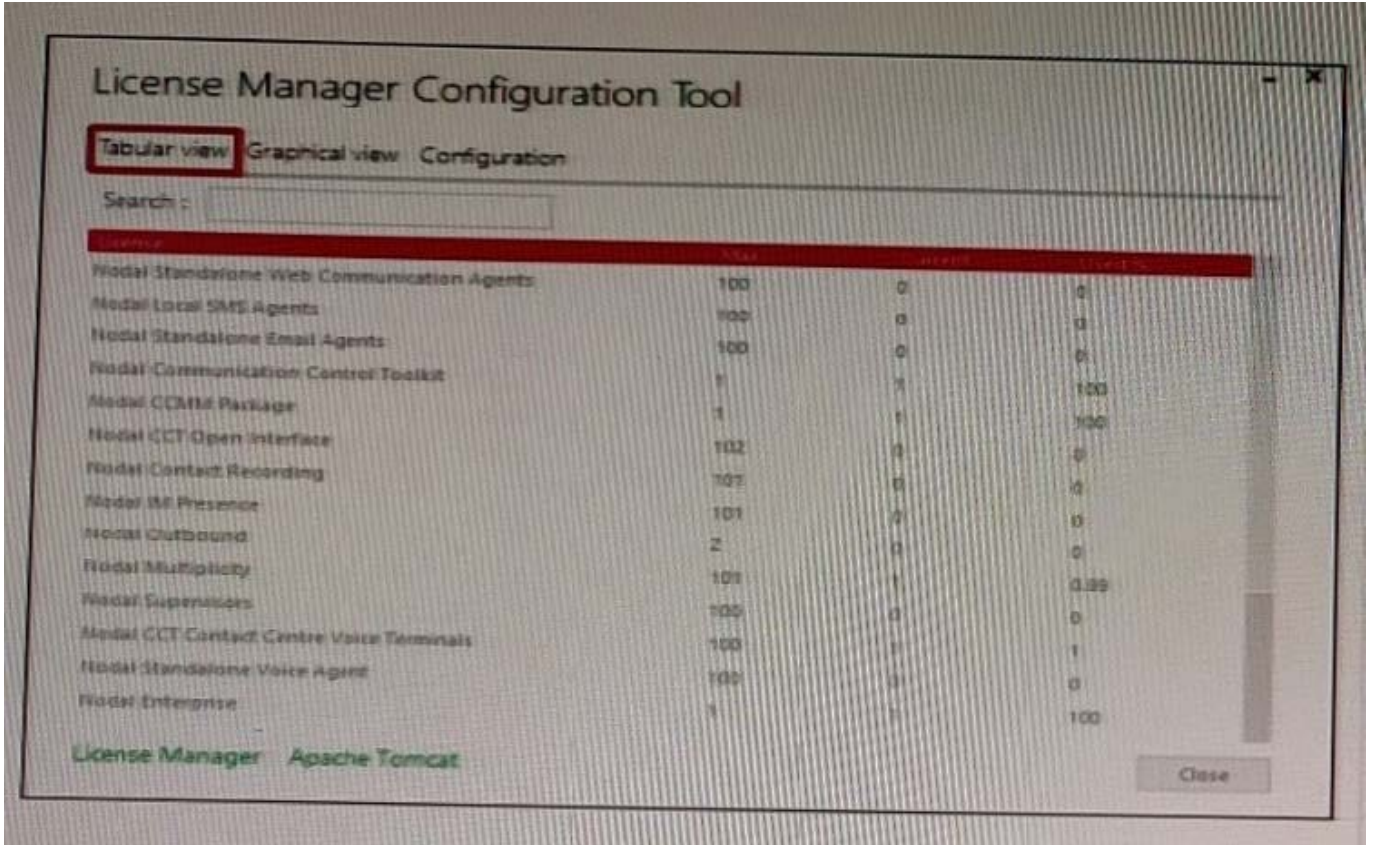 License Manager Configuration Tool
Tabular view Graphical view Configuration
Search :
License Max Current Used %
Nodal Standalone Web Communication Agents 100 0 0
Nodal Local SMS Agents 100 0 0
Nodal Standalone Email Agents 100 0 0
Nodal Communication Control Toolkit 1 1 100
Nodal CCMM Package 1 1 100
Nodal CCT Open Interface 102 0 0
Nodal Contact Recording 101 0 0
Nodal IM Presence 101 0 0
Nodal Outbound 2 0 0
Nodal Multiplicity 101 1 0.99
Nodal Supervisors 100 0 0
Nodal CCT Contact Centre Voice Terminals 100 1 1
Nodal Standalone Voice Agent 100 0 0
Nodal Enterprise 1 1 100
License Manager Apache Tomcat
Close